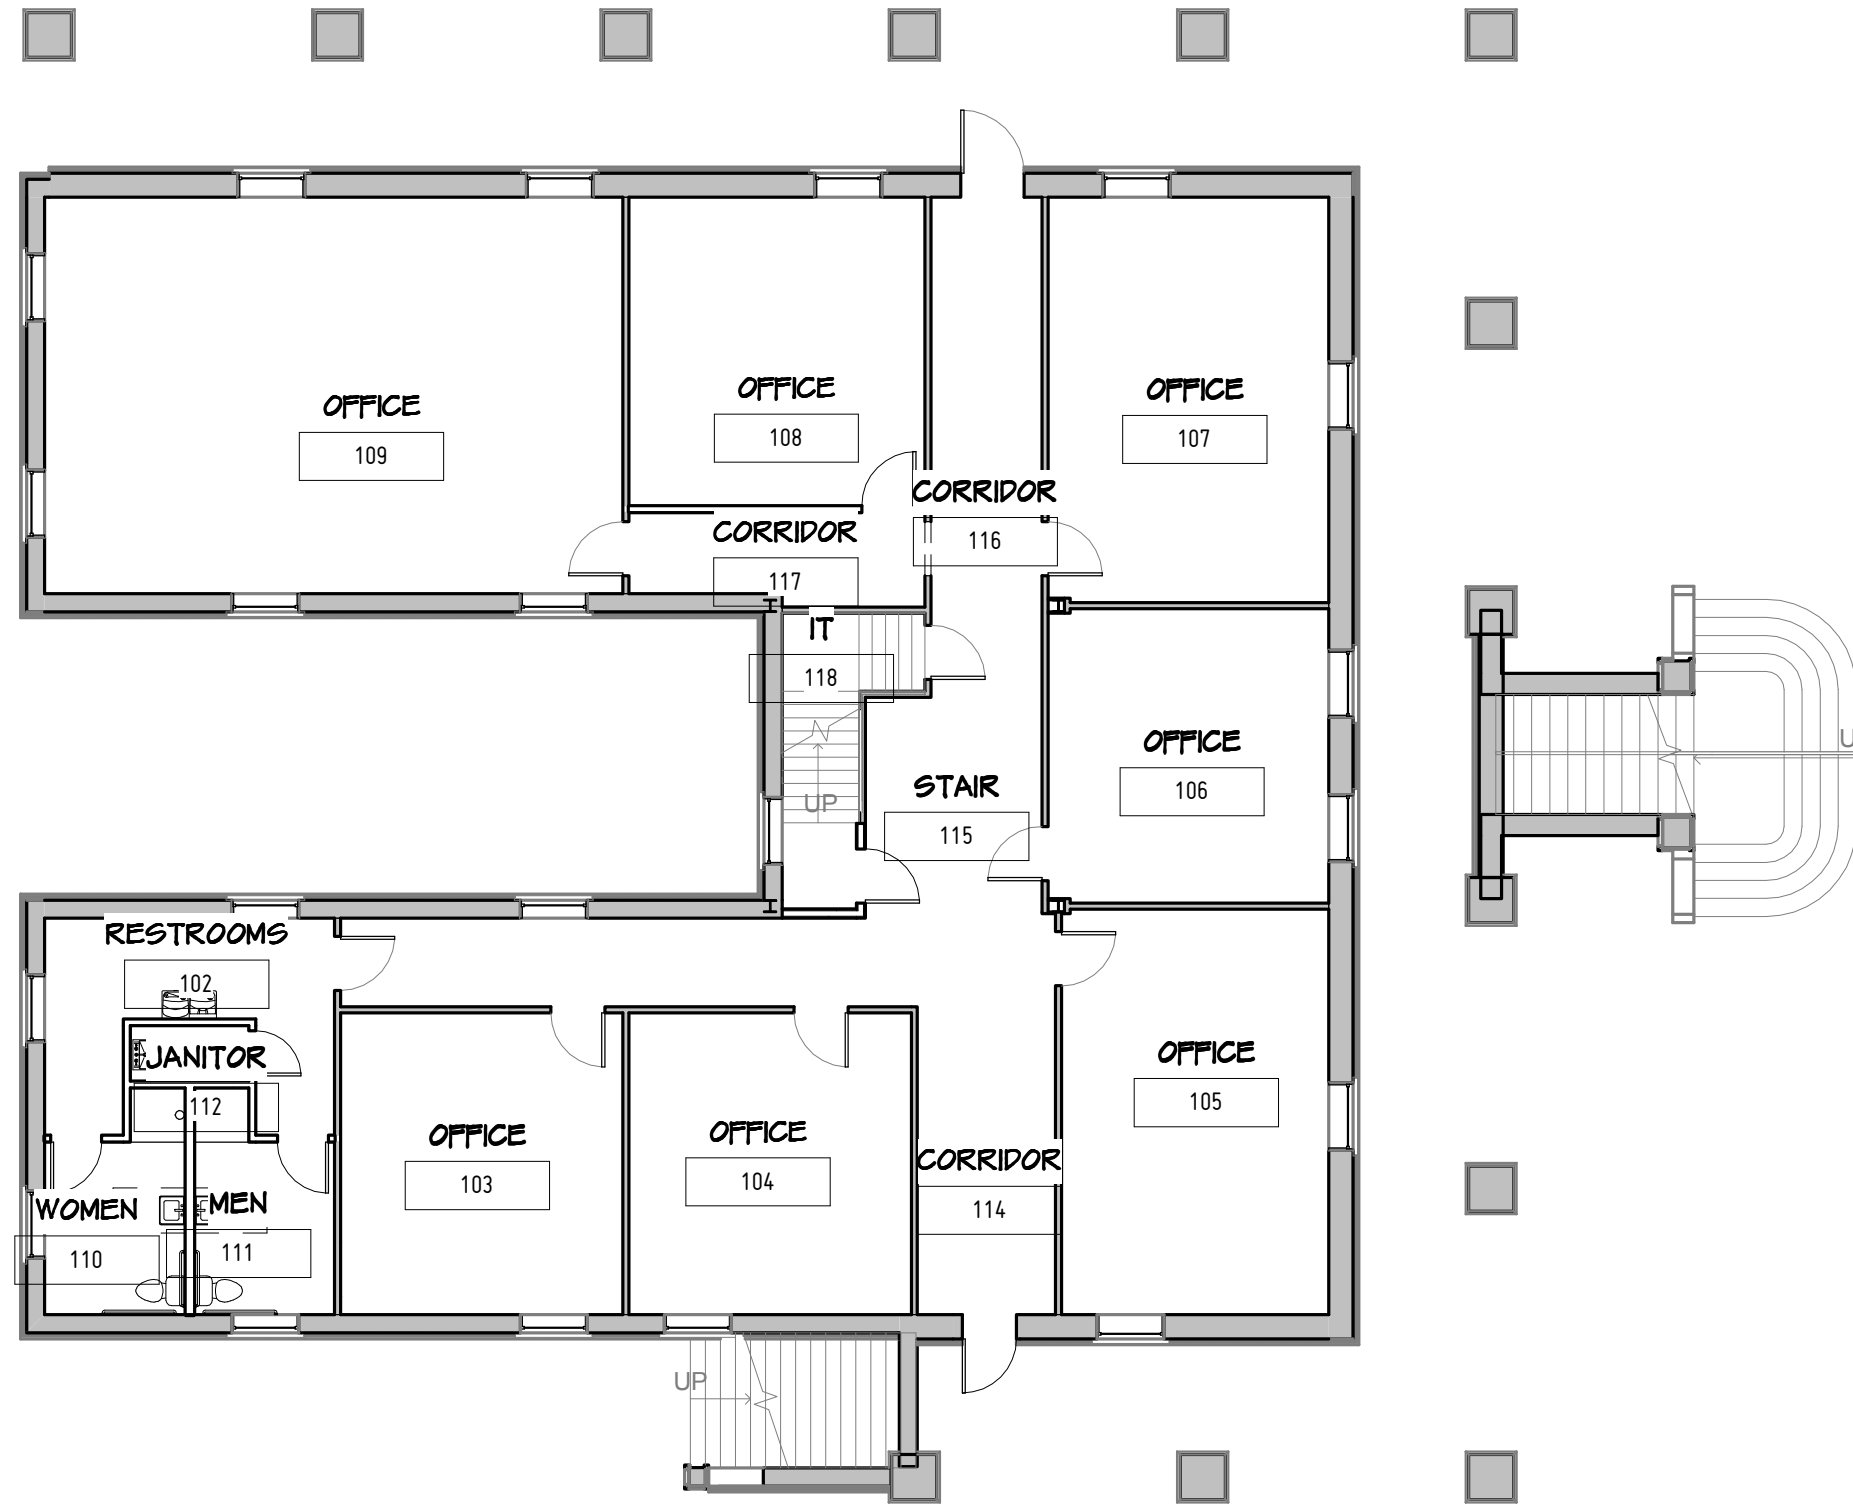 OFFICE
109
OFFICE
108
OFFICE
107
CORRIDOR
116
CORRIDOR
117
IT
118
UP
STAIR
115
OFFICE
106
U
RESTROOMS
102
JANITOR
112
WOMEN
110
MEN
111
OFFICE
103
OFFICE
104
CORRIDOR
114
OFFICE
105
UP